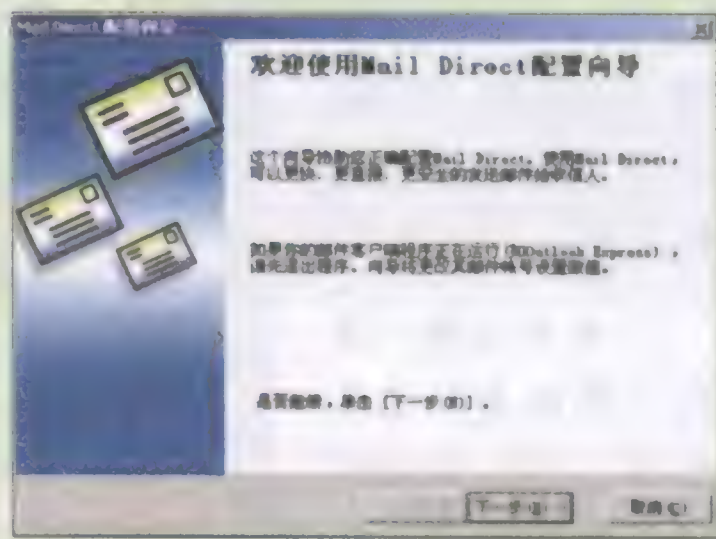 Mail Direct 配置向导
欢迎使用Mail Direct配置向导
这个向导协助您正确配置Mail Direct。使用Mail Direct，
可以更快、更直接、更安全的发送邮件给收信人。
如果你的邮件客户端程序正在运行（如Outlook Express），
请先退出程序。向导将更改其邮件帐号设置数值。
是否继续，单击 [下一步(N)] 。
下一步(N)
取消(C)